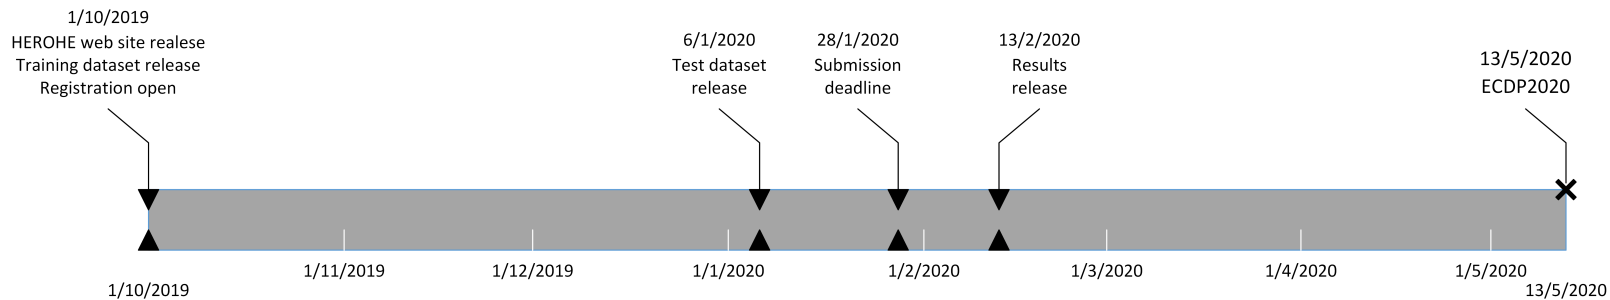 1/10/2019
HEROHE web site realese
Training dataset release
Registration open
6/1/2020
Test dataset
release
28/1/2020
Submission
deadline
13/2/2020
Results
release
13/5/2020
ECDP2020
1/10/2019
1/11/2019
1/12/2019
1/1/2020
1/2/2020
1/3/2020
1/4/2020
1/5/2020
13/5/2020